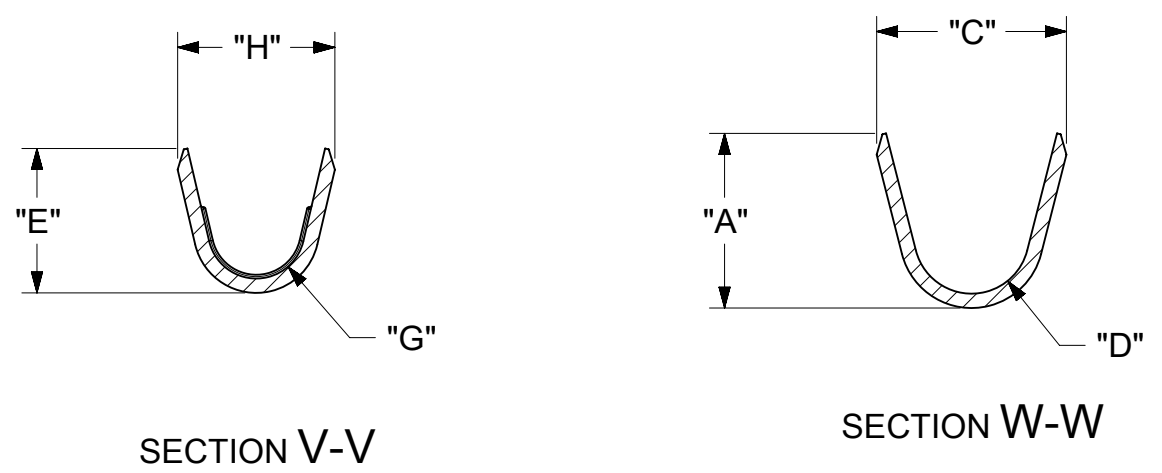 "H"
"E"
"G"
SECTION V-V
"C"
"A"
"D"
SECTION W-W